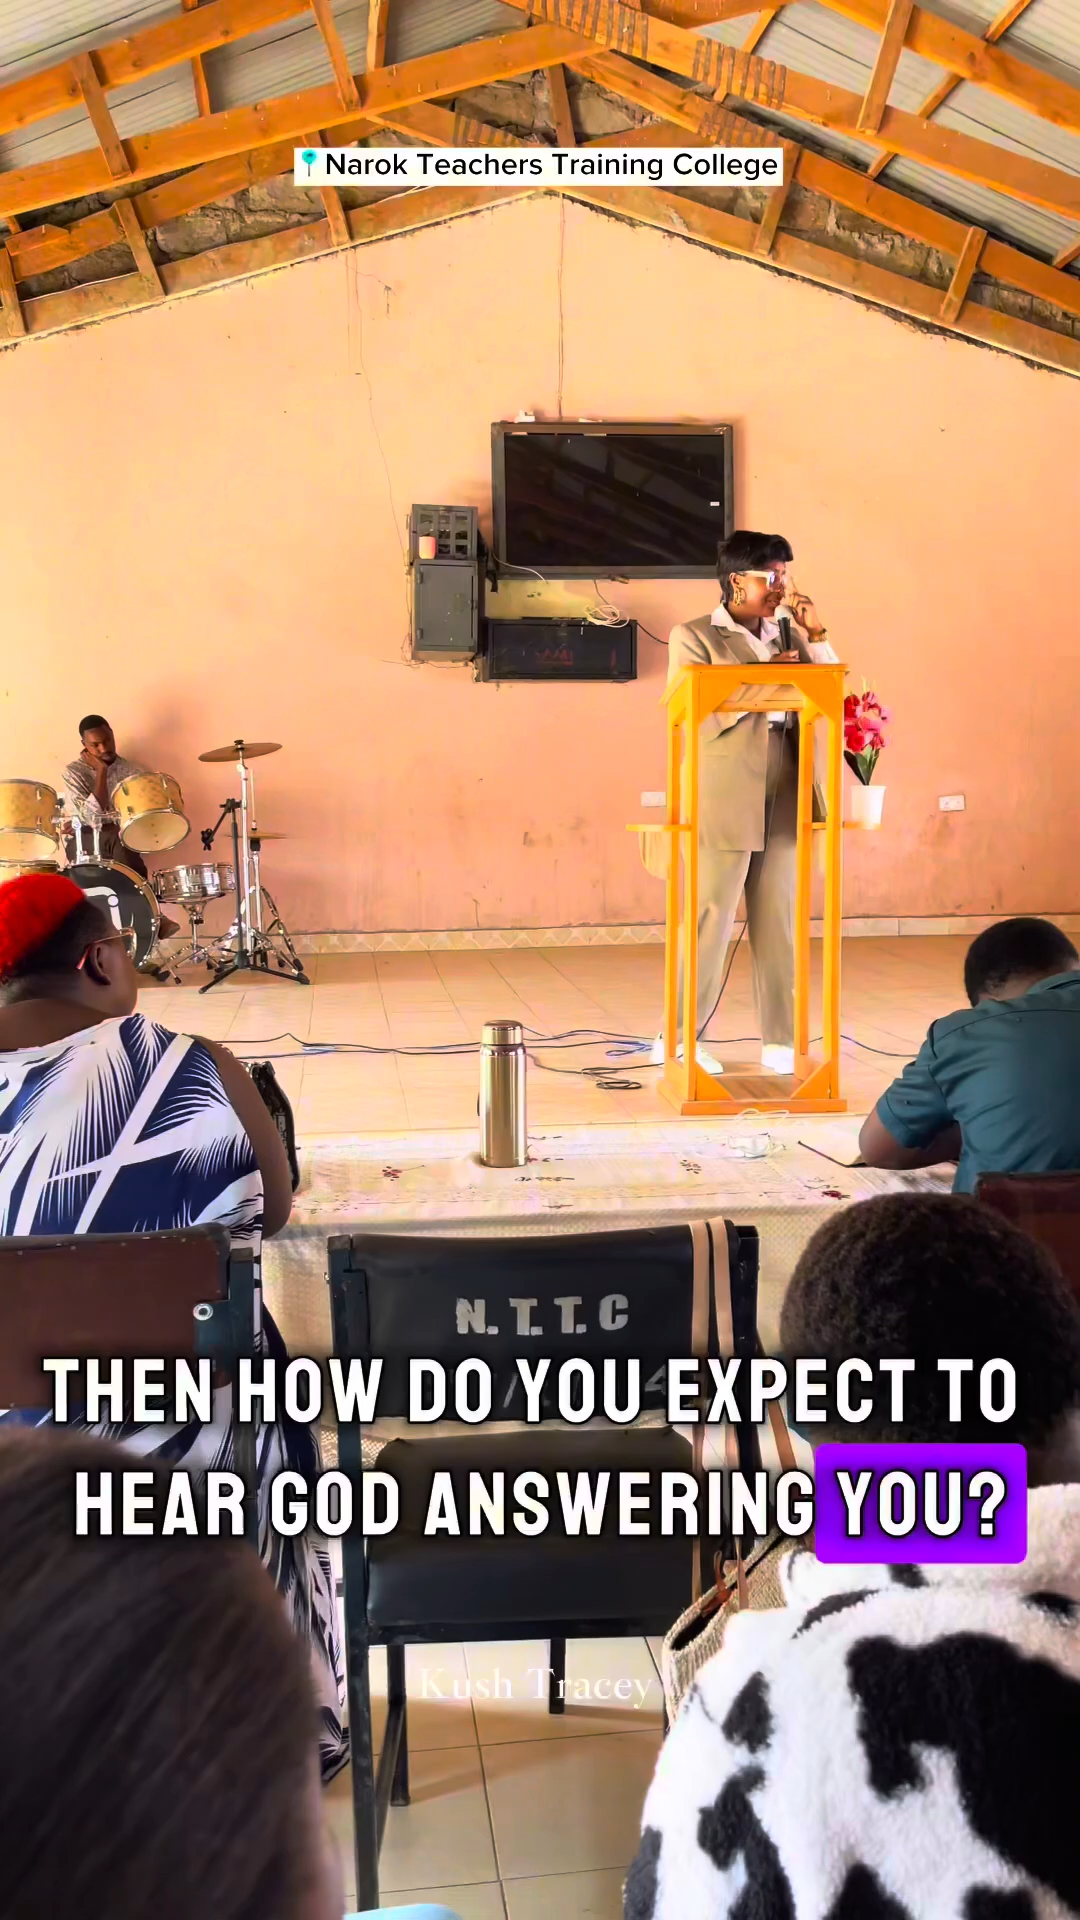 Narok Teachers Training College
N.T.T.C
THEN HOW DO YOU EXPECT TO
HEAR GOD ANSWERING YOU?
Kush Tracey